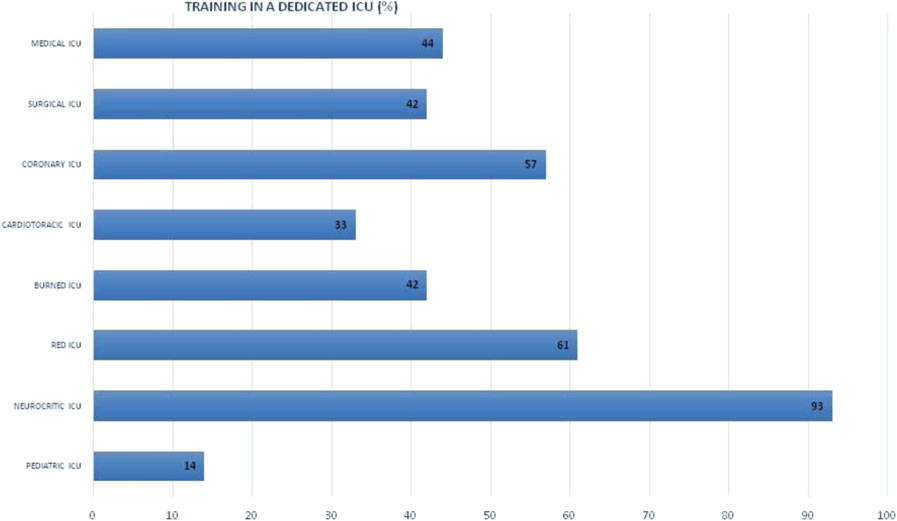 TRAINING IN A DEDICATED ICU (%)
MEDICAL ICU 44
SURGICAL ICU 42
CORONARY ICU 57
CARDIOTORACIC ICU 33
BURNED ICU 42
RED ICU 61
NEUROCRITIC ICU 93
PEDIATRIC ICU 14
0 10 20 30 40 50 60 70 80 90 100